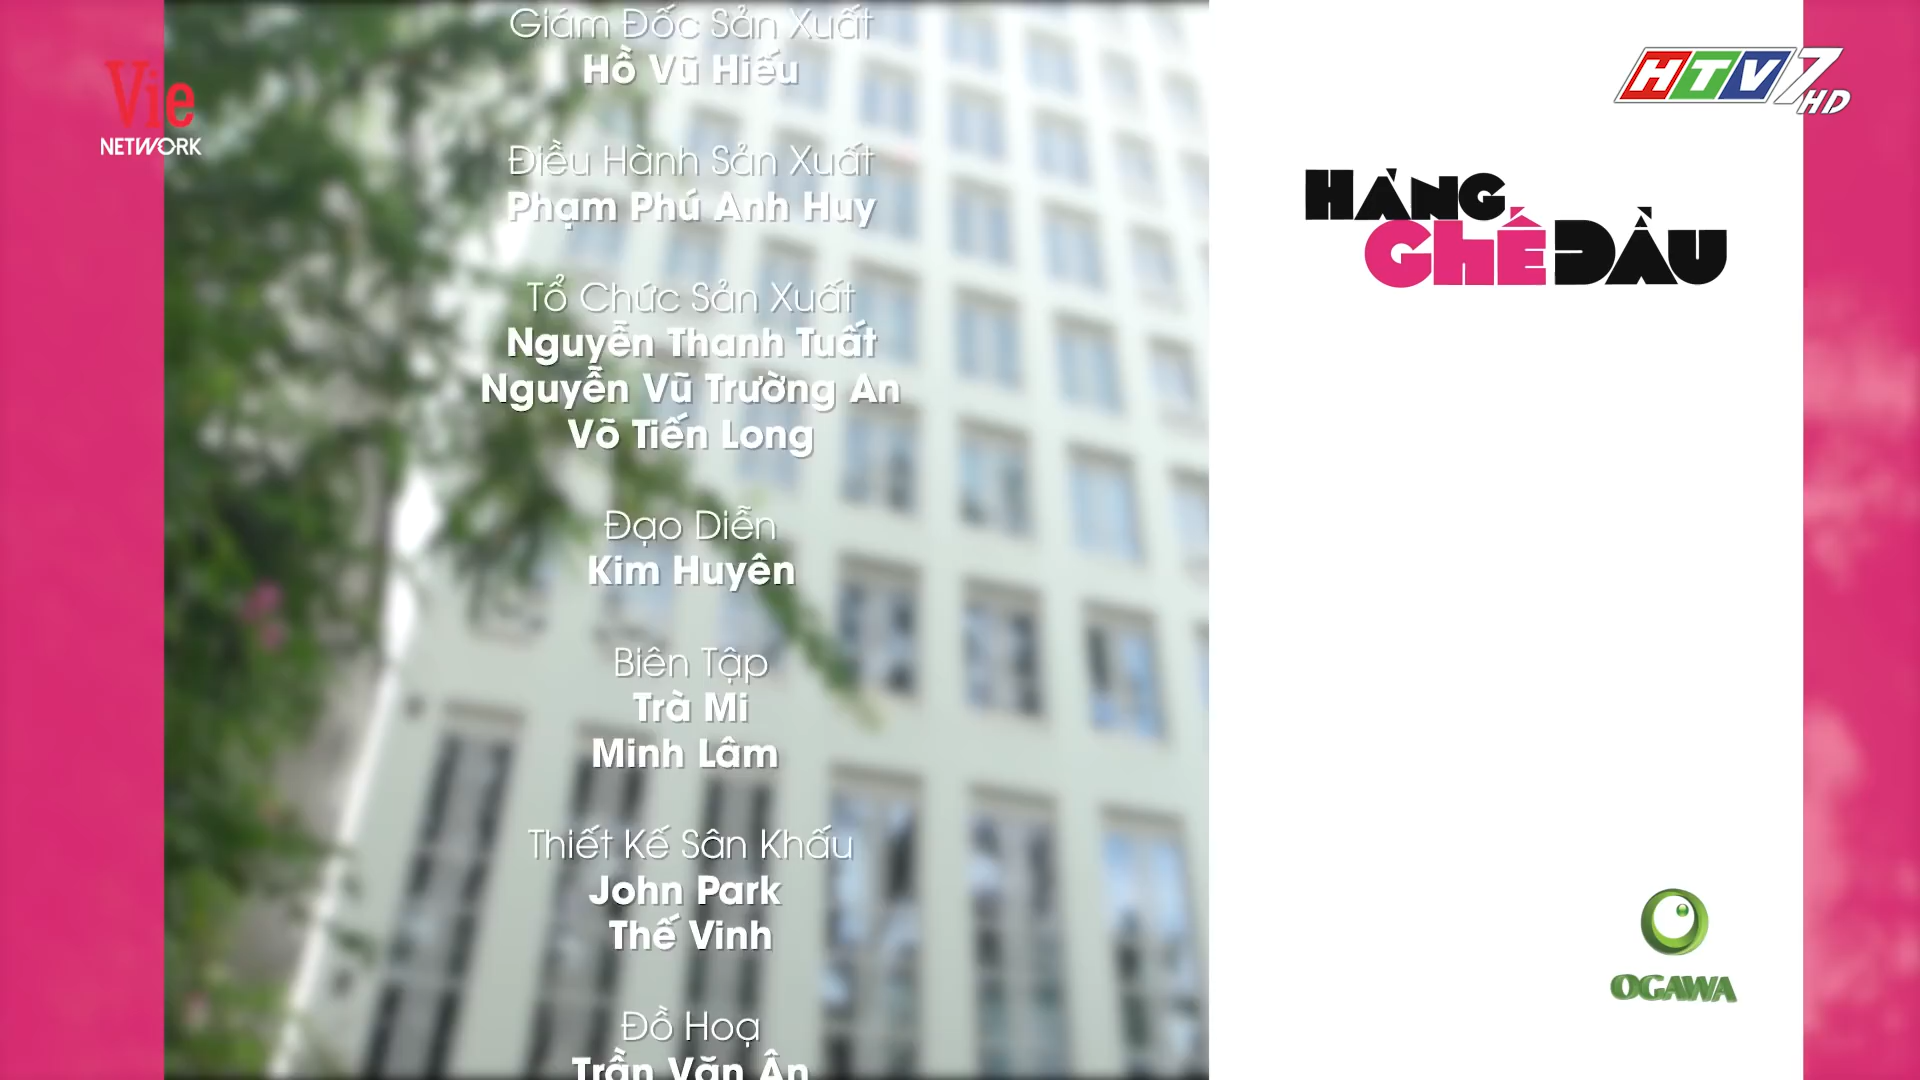 Giám Đốc Sản Xuất
Hồ Vũ Hiếu
Điều Hành Sản Xuất
Phạm Phú Anh Huy
Tổ Chức Sản Xuất
Nguyễn Thanh Tuất
Nguyễn Vũ Trường An
Võ Tiến Long
Đạo Diễn
Kim Huyên
Biên Tập
Trà Mi
Minh Lâm
Thiết Kế Sân Khấu
John Park
Thế Vinh
Đồ Hoạ
Trần Văn Ân
Vie
NETWORK
HTV7
HD
HÀNG
GHẾ ĐẦU
OGAWA